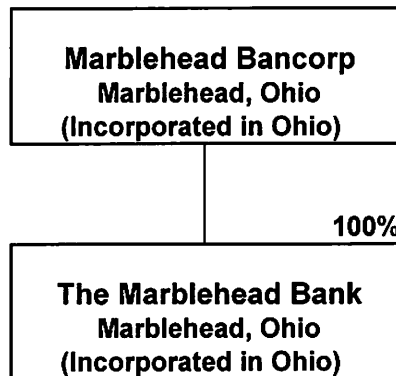 Marblehead Bancorp
Marblehead, Ohio
(Incorporated in Ohio)
100%
The Marblehead Bank
Marblehead, Ohio
(Incorporated in Ohio)